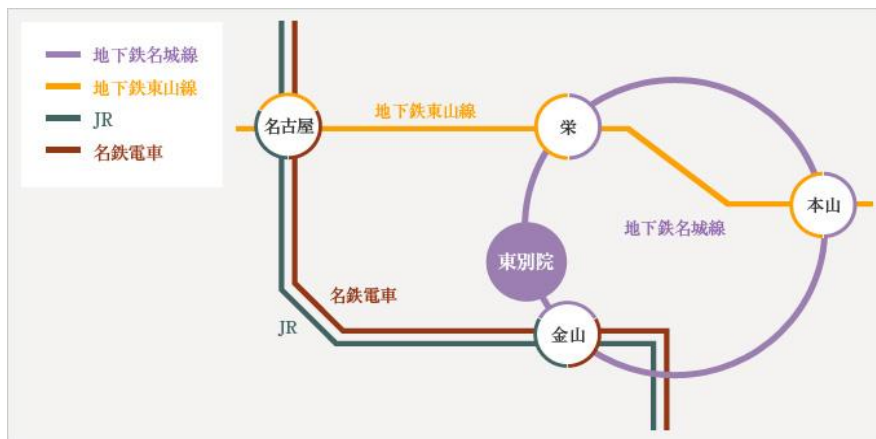 地下鉄名城線
地下鉄東山線
JR
名鉄電車
地下鉄東山線
名古屋
栄
本山
地下鉄名城線
東別院
名鉄電車
JR
金山